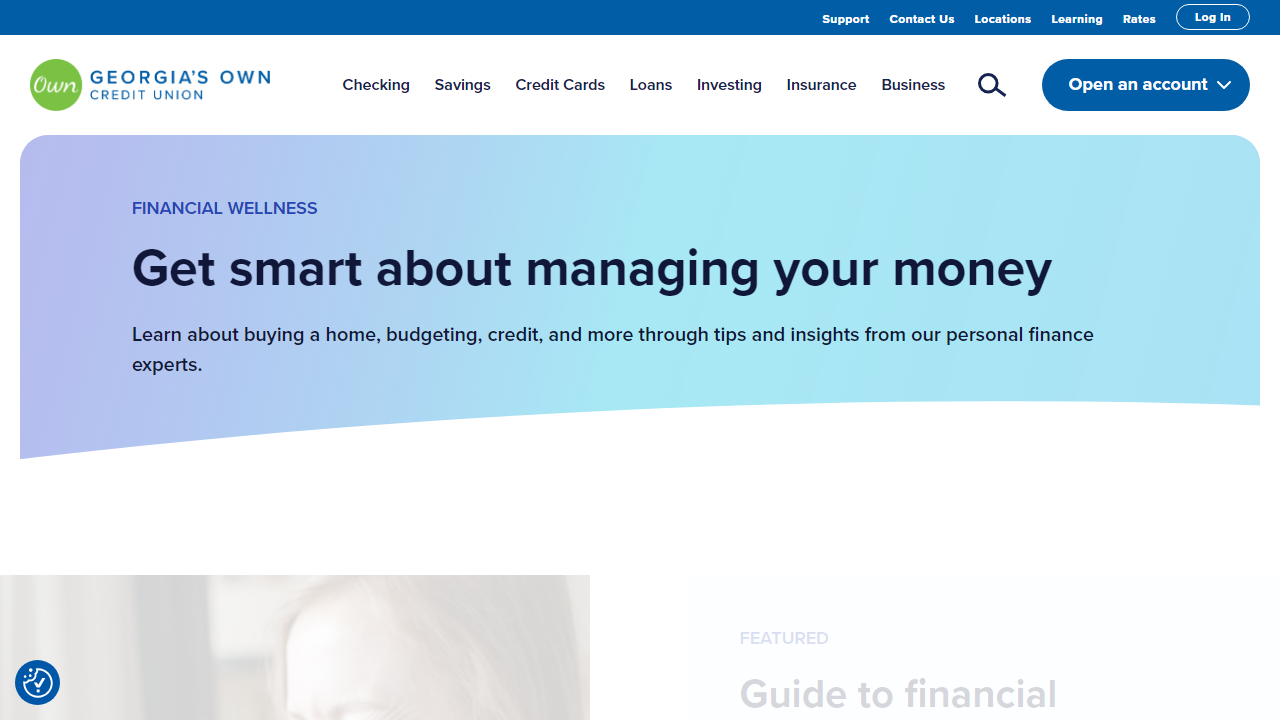 Support Contact Us Locations Learning Rates Log In
Own GEORGIA'S OWN
CREDIT UNION
Checking Savings Credit Cards Loans Investing Insurance Business Open an account
FINANCIAL WELLNESS
Get smart about managing your money
Learn about buying a home, budgeting, credit, and more through tips and insights from our personal finance
experts.
FEATURED
Guide to financial